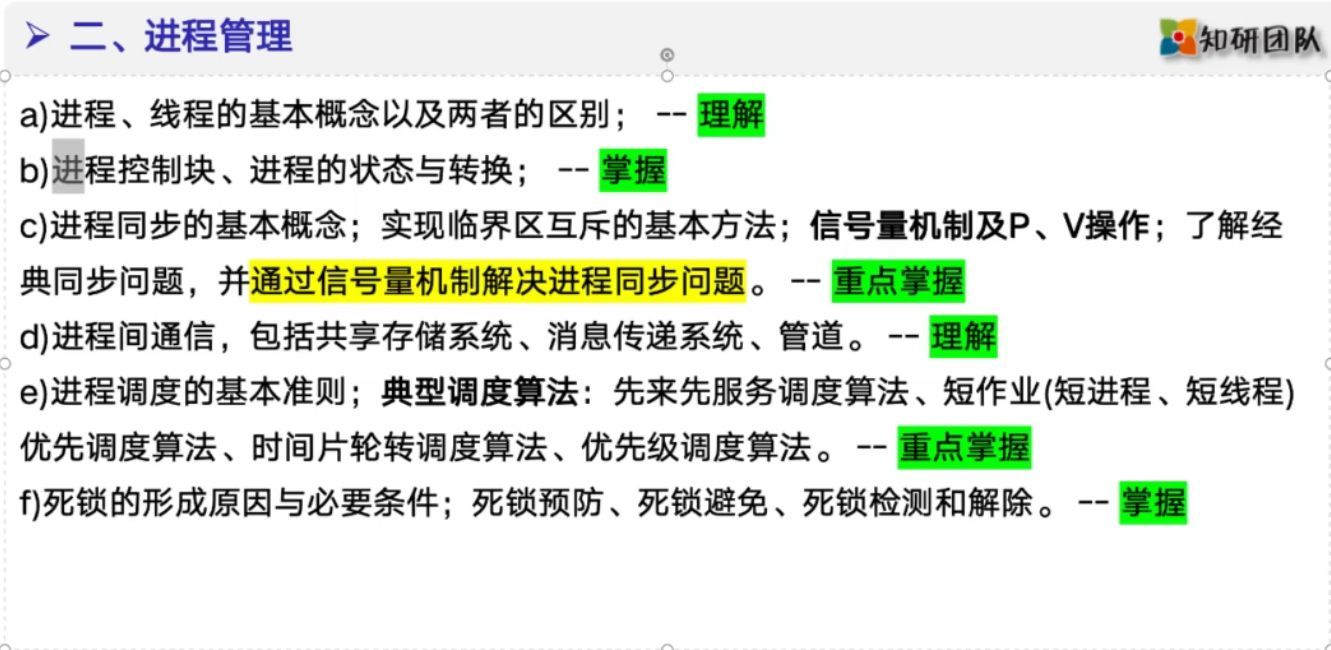 二、进程管理
知研团队
a)进程、线程的基本概念以及两者的区别； -- 理解
b)进程控制块、进程的状态与转换； -- 掌握
c)进程同步的基本概念；实现临界区互斥的基本方法；信号量机制及P、V操作；了解经
典同步问题，并通过信号量机制解决进程同步问题。 -- 重点掌握
d)进程间通信，包括共享存储系统、消息传递系统、管道。 -- 理解
e)进程调度的基本准则；典型调度算法：先来先服务调度算法、短作业(短进程、短线程)
优先调度算法、时间片轮转调度算法、优先级调度算法。 -- 重点掌握
f)死锁的形成原因与必要条件；死锁预防、死锁避免、死锁检测和解除。 -- 掌握